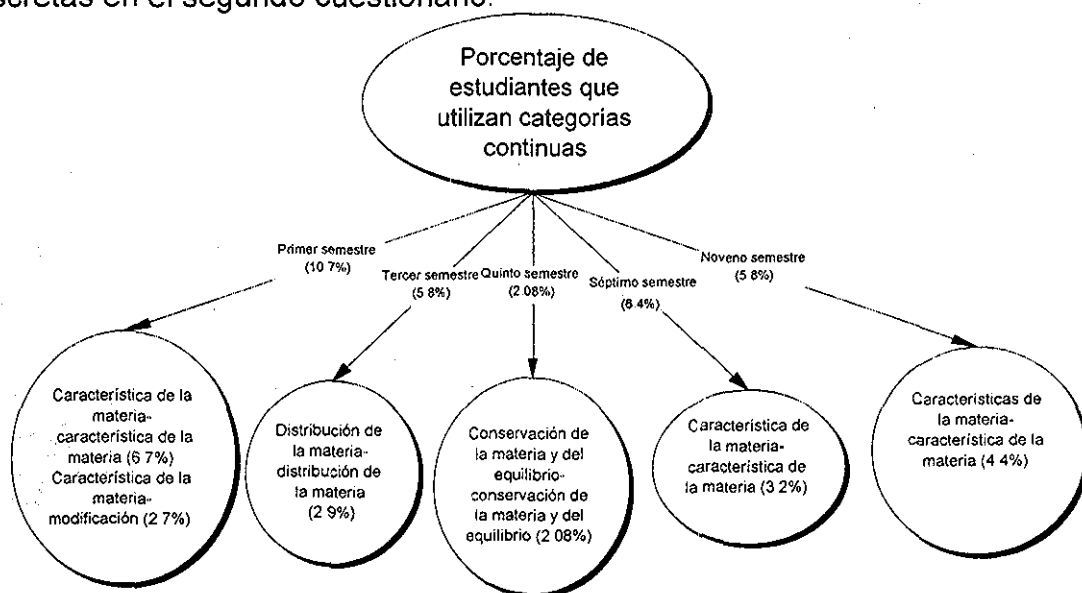 scretas en el segundo cuestionario.
Porcentaje de
estudiantes que
utilizan categorías
continuas
Primer semestre
(10 7%)
Tercer semestre
(5 8%)
Quinto semestre
(2.08%)
Séptimo semestre
(6.4%)
Noveno semestre
(5 8%)
Característica de la
materia-
característica de la
materia (6 7%)
Característica de la
materia-
modificación (2 7%)
Distribución de
la materia-
distribución de
la materia
(2 9%)
Conservación de
la materia y del
equilibrio-
conservación de
la materia y del
equilibrio (2 08%)
Característica de
la materia-
característica de
la materia (3 2%)
Características de
la materia-
característica de la
materia (4 4%)